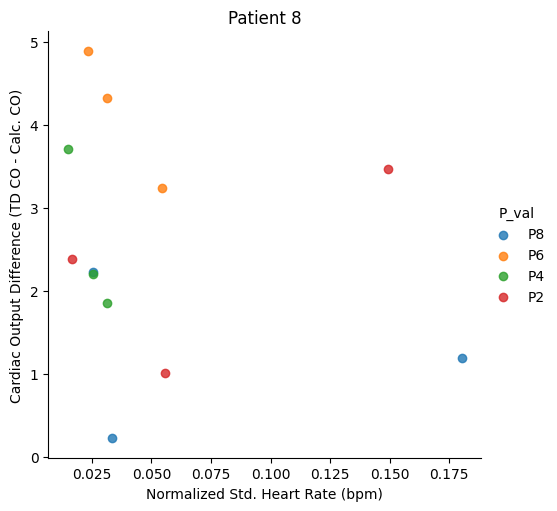 Patient 8
Cardiac Output Difference (TD CO - Calc. CO)
5
4
3
2
1
0
0.025 0.050 0.075 0.100 0.125 0.150 0.175
Normalized Std. Heart Rate (bpm)
P_val
P8
P6
P4
P2